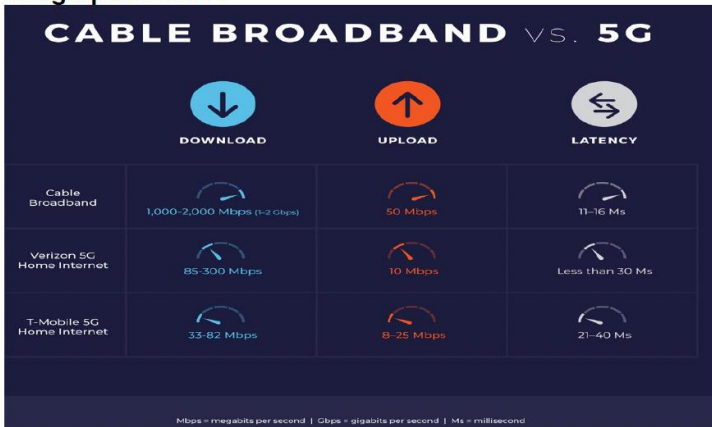 CABLE BROADBAND VS. 5G
DOWNLOAD UPLOAD LATENCY
Cable
Broadband
1,000-2,000 Mbps (1-2 Gbps) 50 Mbps 11-16 Ms
Verizon 5G
Home Internet
85-300 Mbps 10 Mbps Less than 30 Ms
T-Mobile 5G
Home Internet
33-82 Mbps 8-25 Mbps 21-40 Ms
Mbps = megabits per second | Gbps = gigabits per second | Ms = millisecond